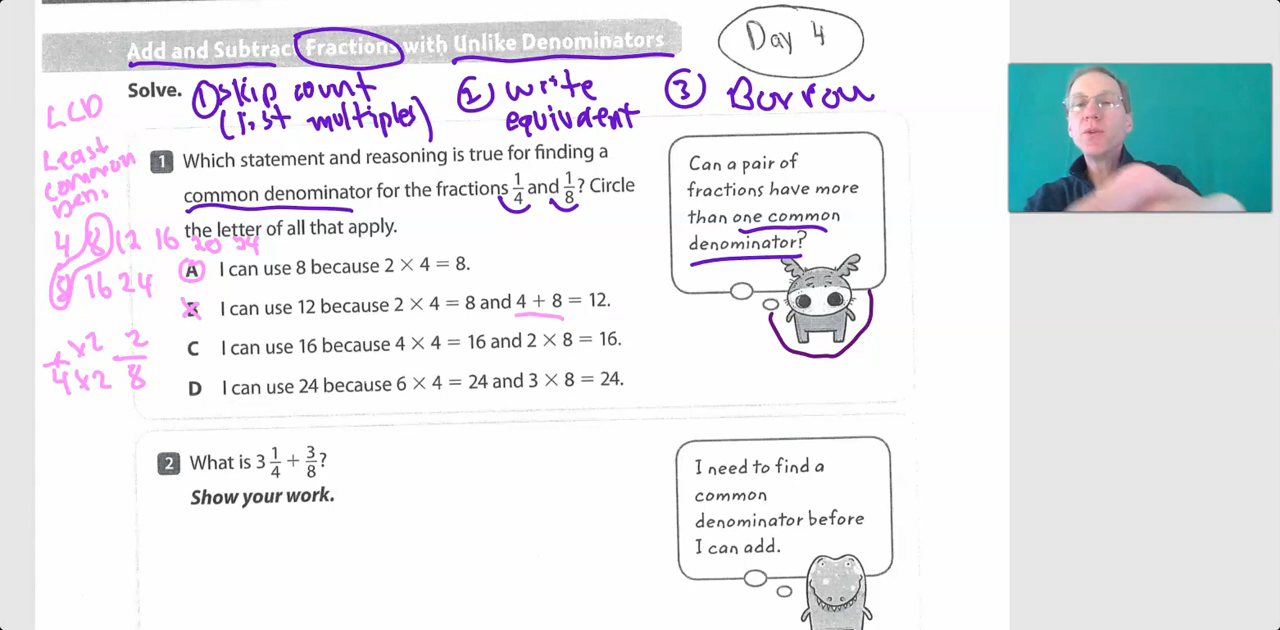 Add and Subtract Fractions with Unlike Denominators
Day 4
Solve.
① Skip count
(list multiples)
② write
equivalent
③ Borrow
LCD
Least
common
Den.
4 8 12 16 20 24
8 16 24
×2 2
4×2 8
1 Which statement and reasoning is true for finding a
common denominator for the fractions 1/4 and 1/8? Circle
the letter of all that apply.
A I can use 8 because 2 × 4 = 8.
I can use 12 because 2 × 4 = 8 and 4 + 8 = 12.
C I can use 16 because 4 × 4 = 16 and 2 × 8 = 16.
D I can use 24 because 6 × 4 = 24 and 3 × 8 = 24.
Can a pair of
fractions have more
than one common
denominator?
2 What is 3 1/4 + 3/8?
Show your work.
I need to find a
common
denominator before
I can add.